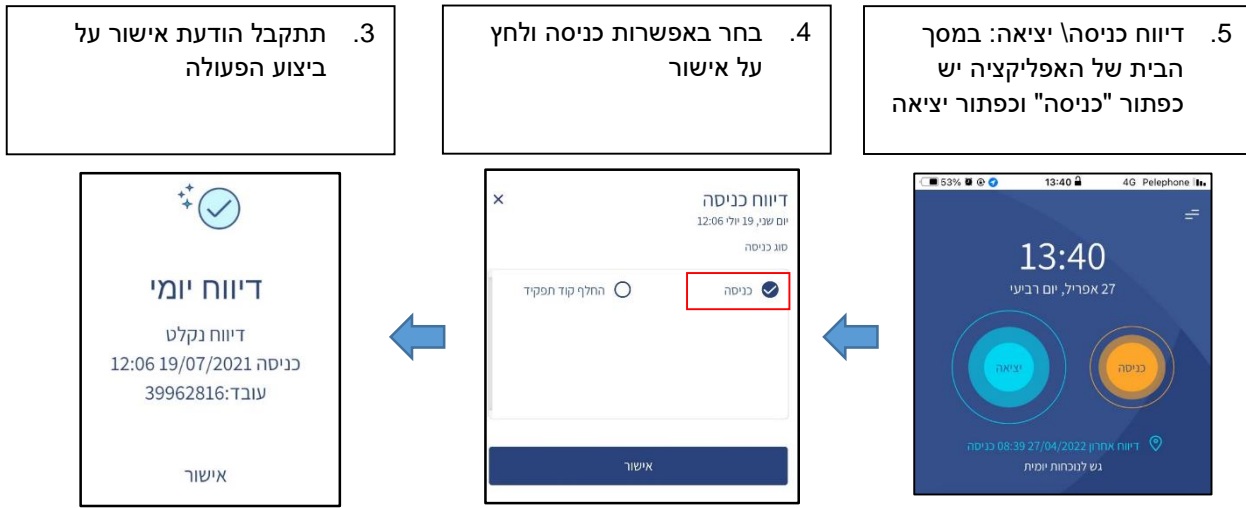 5. דיווח כניסה\ יציאה: במסך
הבית של האפליקציה יש
כפתור "כניסה" וכפתור יציאה
4. בחר באפשרות כניסה ולחץ
על אישור
3. תתקבל הודעת אישור על
ביצוע הפעולה
53% 13:40 4G Pelephone
13:40
27 אפריל, יום רביעי
כניסה
יציאה
דיווח אחרון 27/04/2022 08:39 כניסה
גש לנוכחות יומית
דיווח כניסה
יום שני, 19 יולי 12:06
סוג כניסה
כניסה
החלף קוד תפקיד
אישור
דיווח יומי
דיווח נקלט
כניסה 19/07/2021 12:06
עובד:39962816
אישור